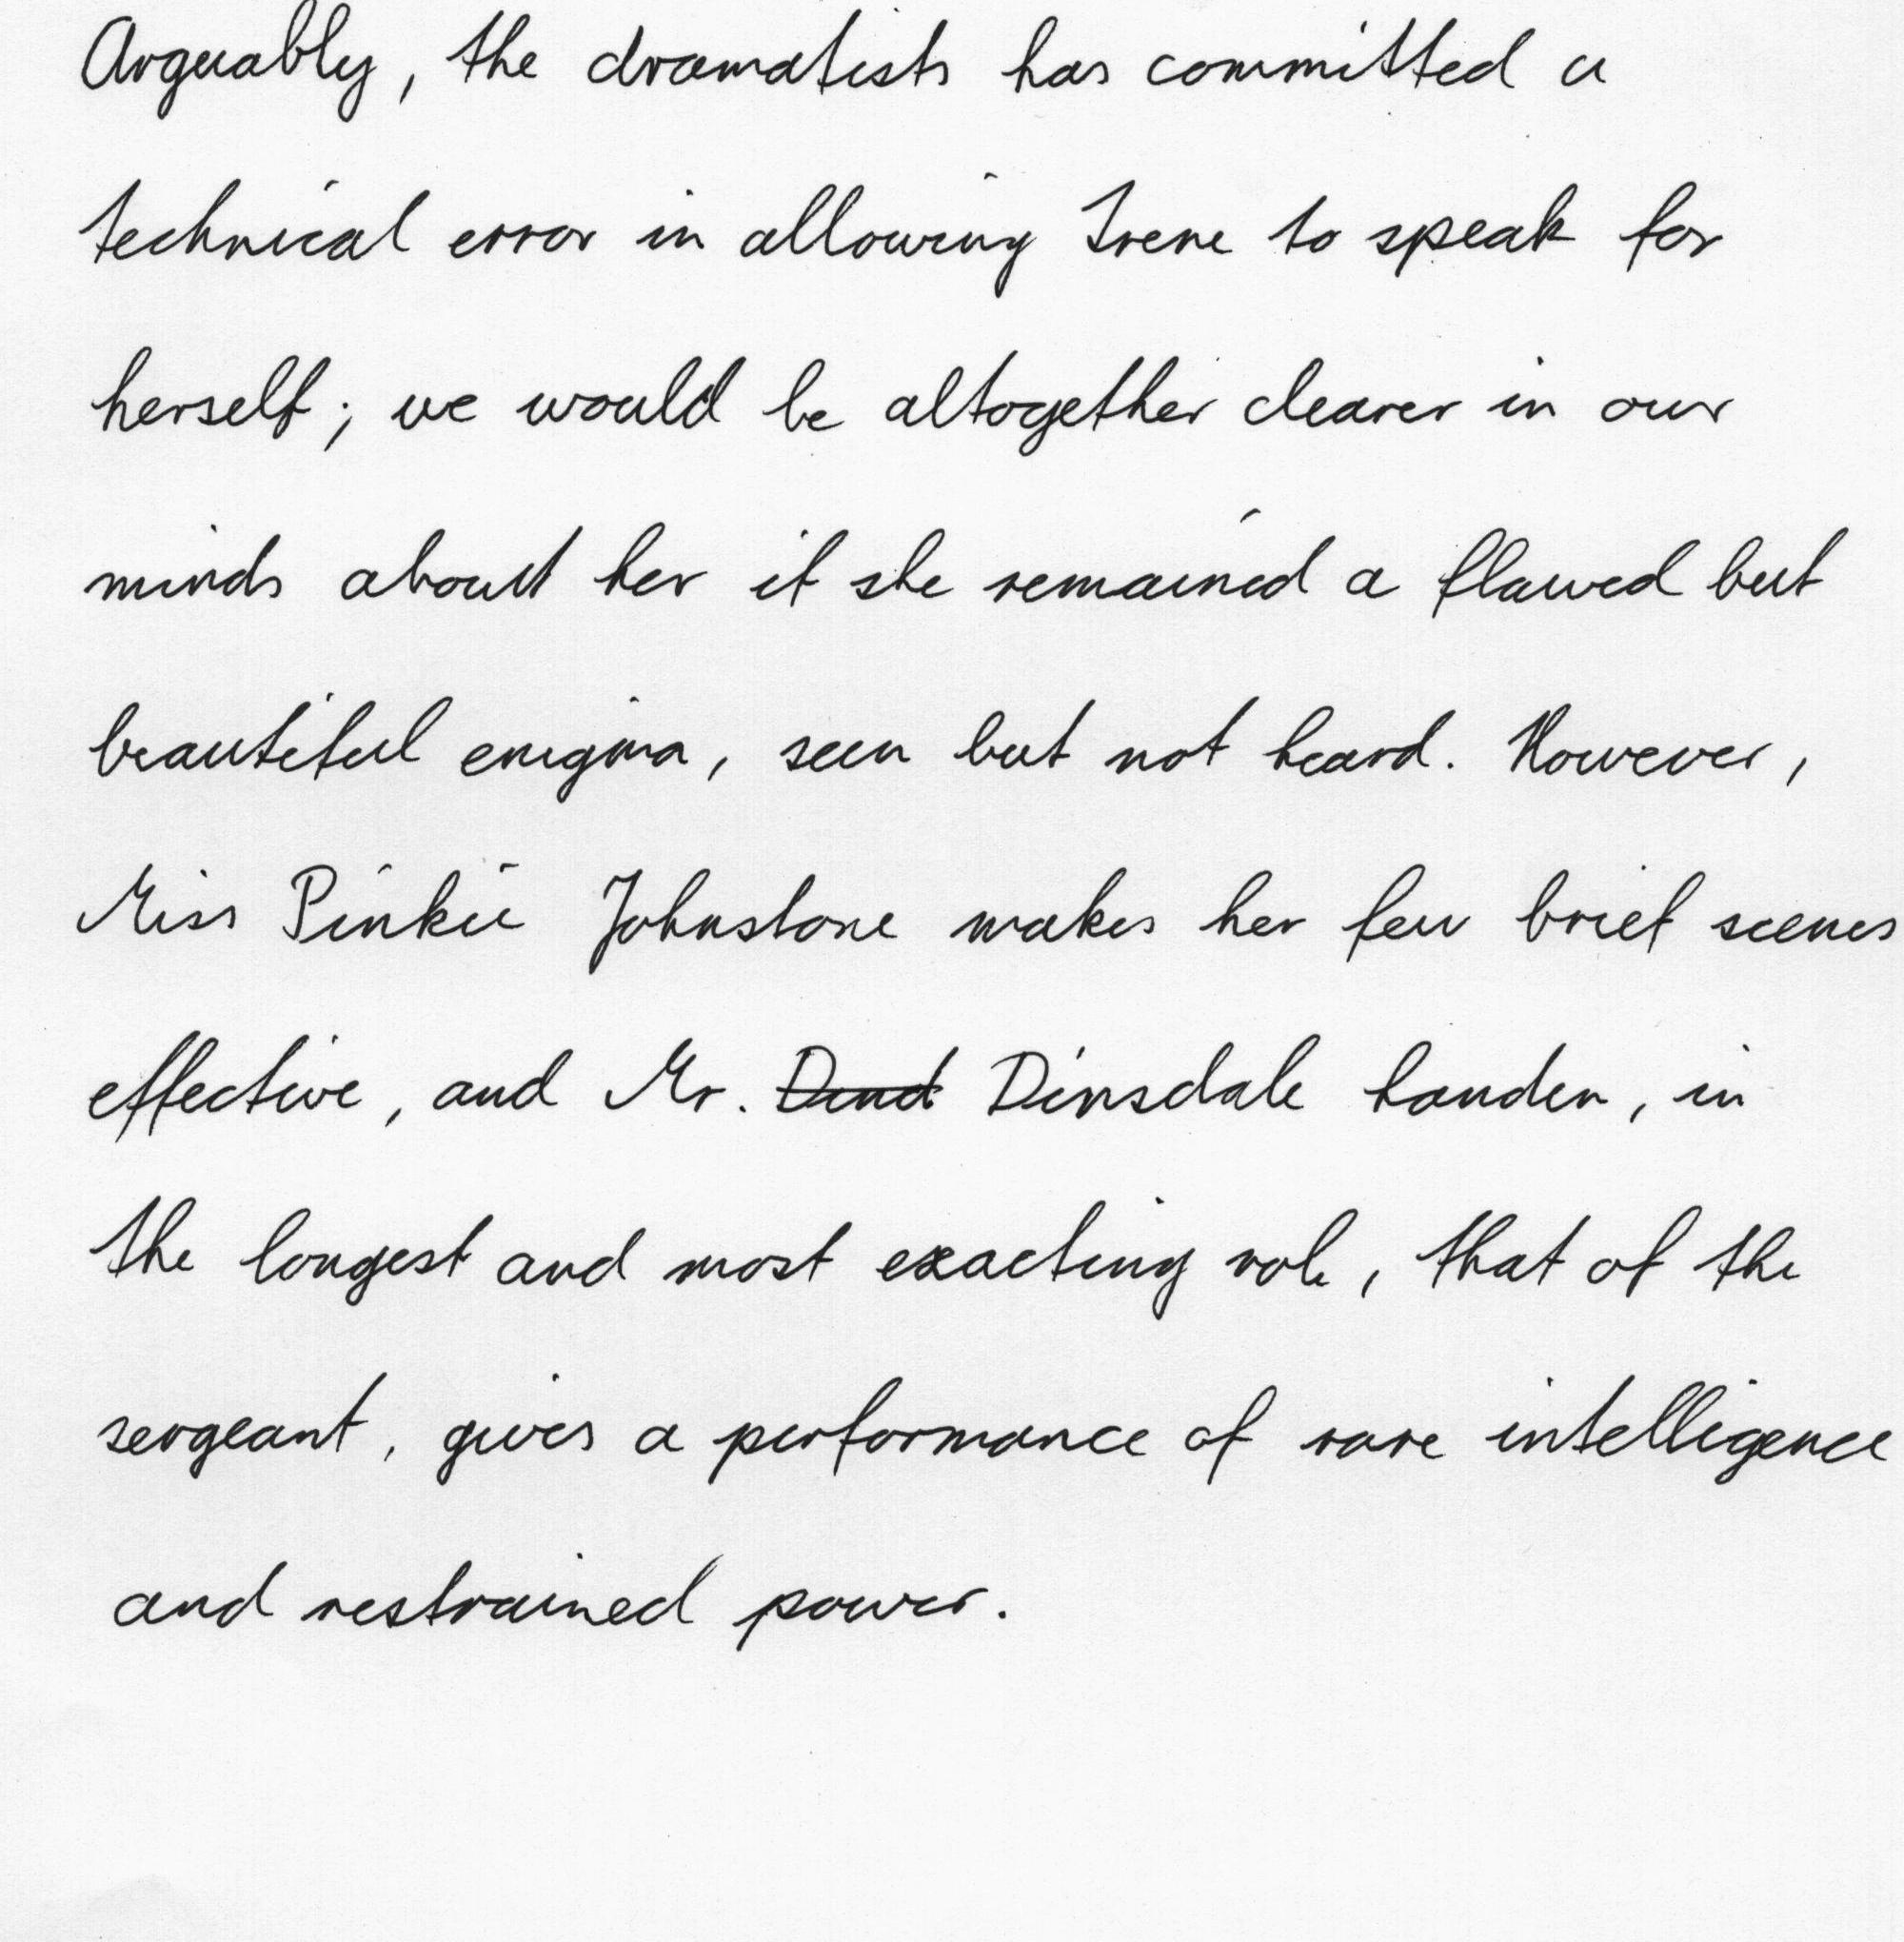 Arguably, the dramatists has committed a
technical error in allowing Irene to speak for
herself; we would be altogether clearer in our
minds about her if she remained a flawed but
beautiful enigma, seen but not heard. However,
Miss Pinkie Johnstone makes her few brief scenes
effective, and Mr. Dinsdale handen, in
the longest and most exacting role, that of the
sergeant, gives a performance of rare intelligence
and restrained power.